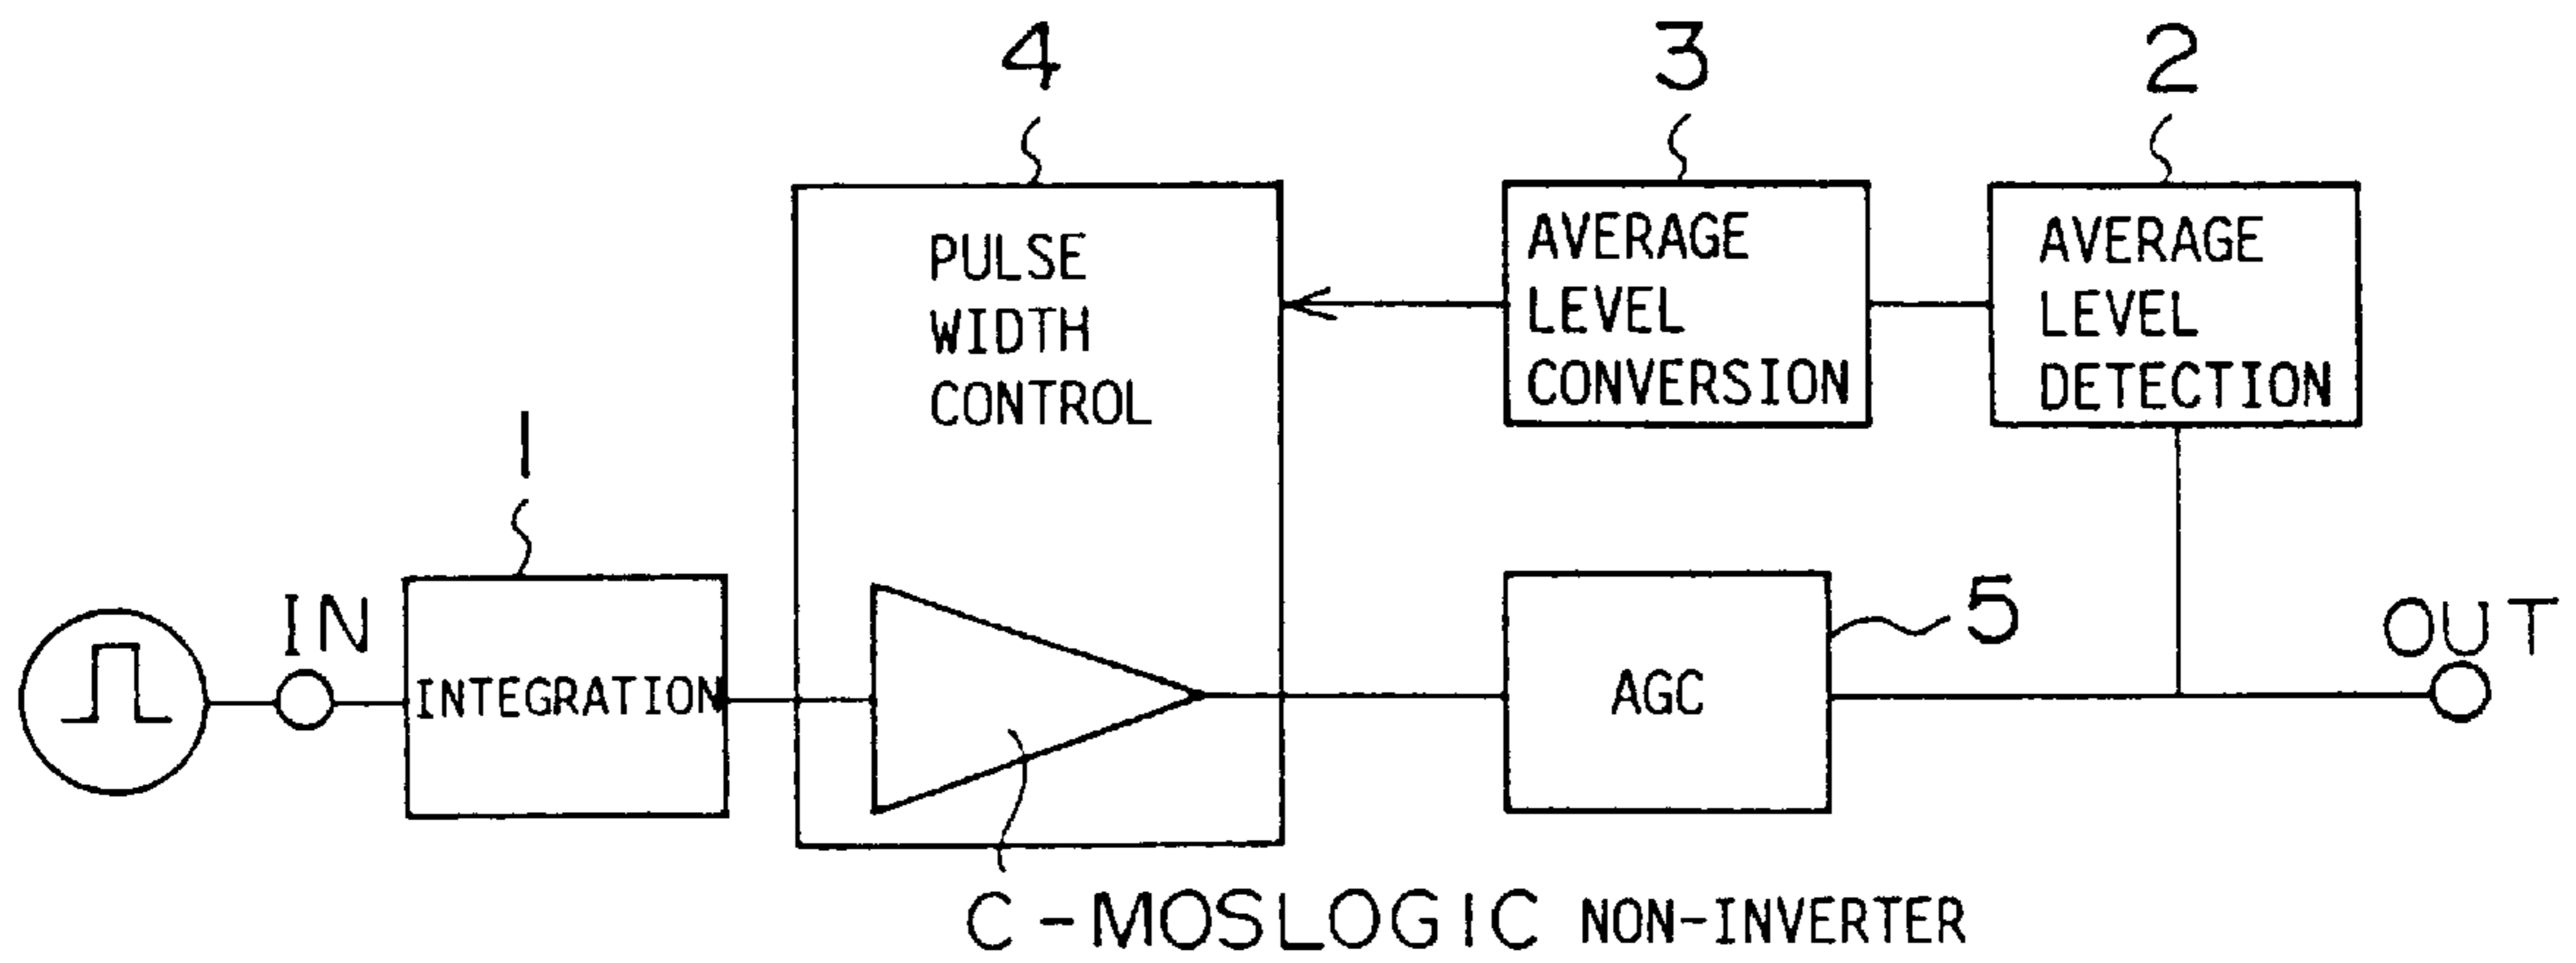 4
3
2
PULSE
WIDTH
CONTROL
AVERAGE
LEVEL
CONVERSION
AVERAGE
LEVEL
DETECTION
1
IN
INTEGRATION
AGC
5
OUT
C-MOSLOGIC NON-INVERTER